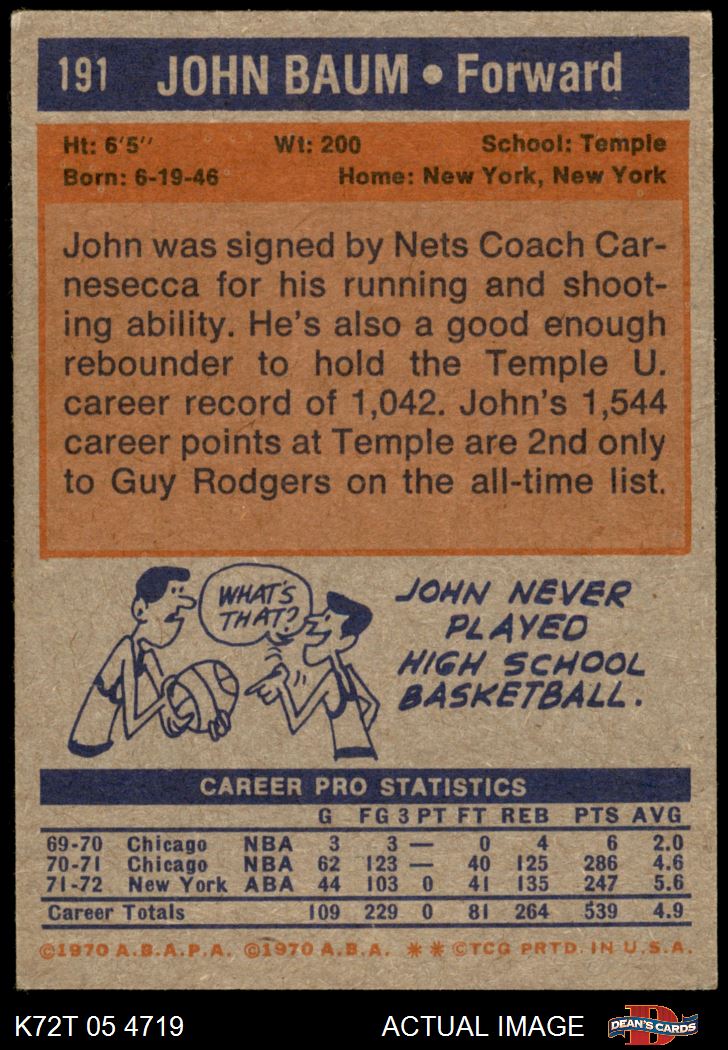 191 JOHN BAUM • Forward
Ht: 6'5" Wt: 200 School: Temple
Born: 6-19-46 Home: New York, New York
John was signed by Nets Coach Car-
nesecca for his running and shoot-
ing ability. He's also a good enough
rebounder to hold the Temple U.
career record of 1,042. John's 1,544
career points at Temple are 2nd only
to Guy Rodgers on the all-time list.
WHAT'S
THAT?
JOHN NEVER
PLAYED
HIGH SCHOOL
BASKETBALL.
CAREER PRO STATISTICS
G FG 3 PT FT REB PTS AVG
69-70 Chicago NBA 3 3 — 0 4 6 2.0
70-71 Chicago NBA 62 123 — 40 125 286 4.6
71-72 New York ABA 44 103 0 41 135 247 5.6
Career Totals 109 229 0 81 264 539 4.9
©1970 A.B.A.P.A. ©1970 A.B.A. ** ©TCG PRTD. IN U.S.A.
K72T 05 4719 ACTUAL IMAGE DEAN'S CARDS